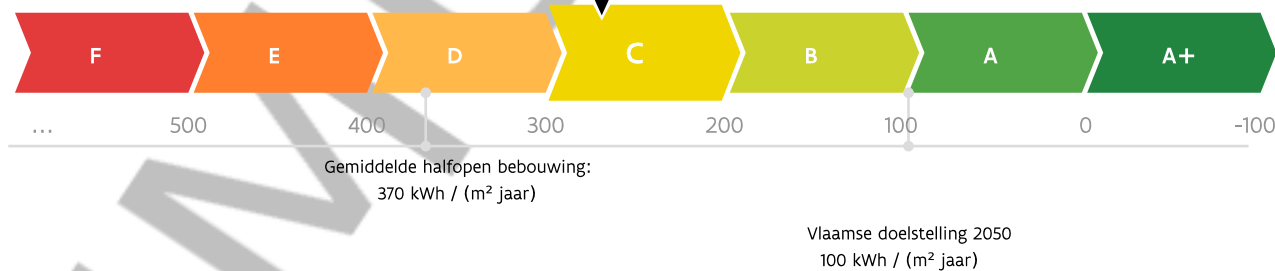 F E D C B A A+
... 500 400 300 200 100 0 -100
Gemiddelde halfopen bebouwing:
370 kWh / (m² jaar)
Vlaamse doelstelling 2050
100 kWh / (m² jaar)